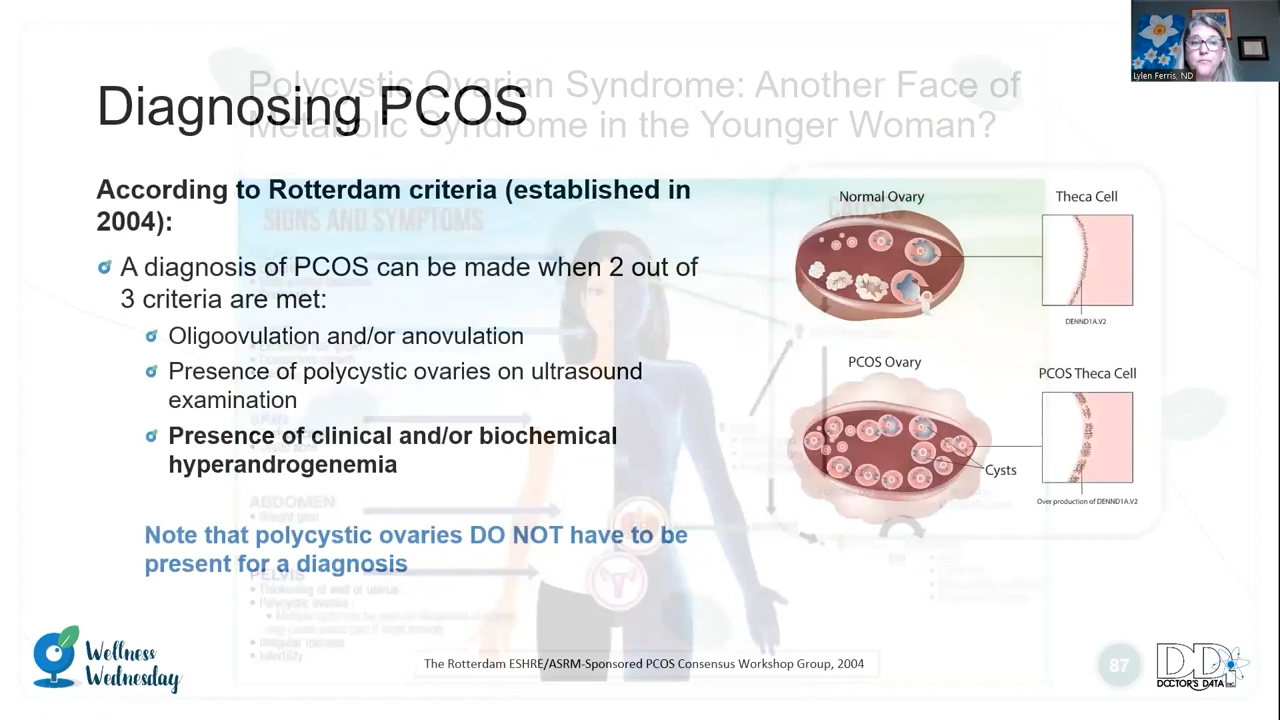 Lylen Ferris, ND
Polycystic Ovarian Syndrome: Another Face of
Metabolic Syndrome in the Younger Woman?
Diagnosing PCOS
According to Rotterdam criteria (established in
2004):
A diagnosis of PCOS can be made when 2 out of
3 criteria are met:
Oligoovulation and/or anovulation
Presence of polycystic ovaries on ultrasound
examination
Presence of clinical and/or biochemical
hyperandrogenemia
Note that polycystic ovaries DO NOT have to be
present for a diagnosis
SIGNS AND SYMPTOMS
CAUSES
ABDOMEN
Weight gain
PELVIS
Thickening of wall of uterus
Polycystic ovaries :
Irregular menses
Infertility
Normal Ovary
Theca Cell
DENND1A.V2
PCOS Ovary
PCOS Theca Cell
Cysts
Over production of DENND1A.V2
Wellness
Wednesday
The Rotterdam ESHRE/ASRM-Sponsored PCOS Consensus Workshop Group, 2004
87
DDI
DOCTOR'S DATA INC.